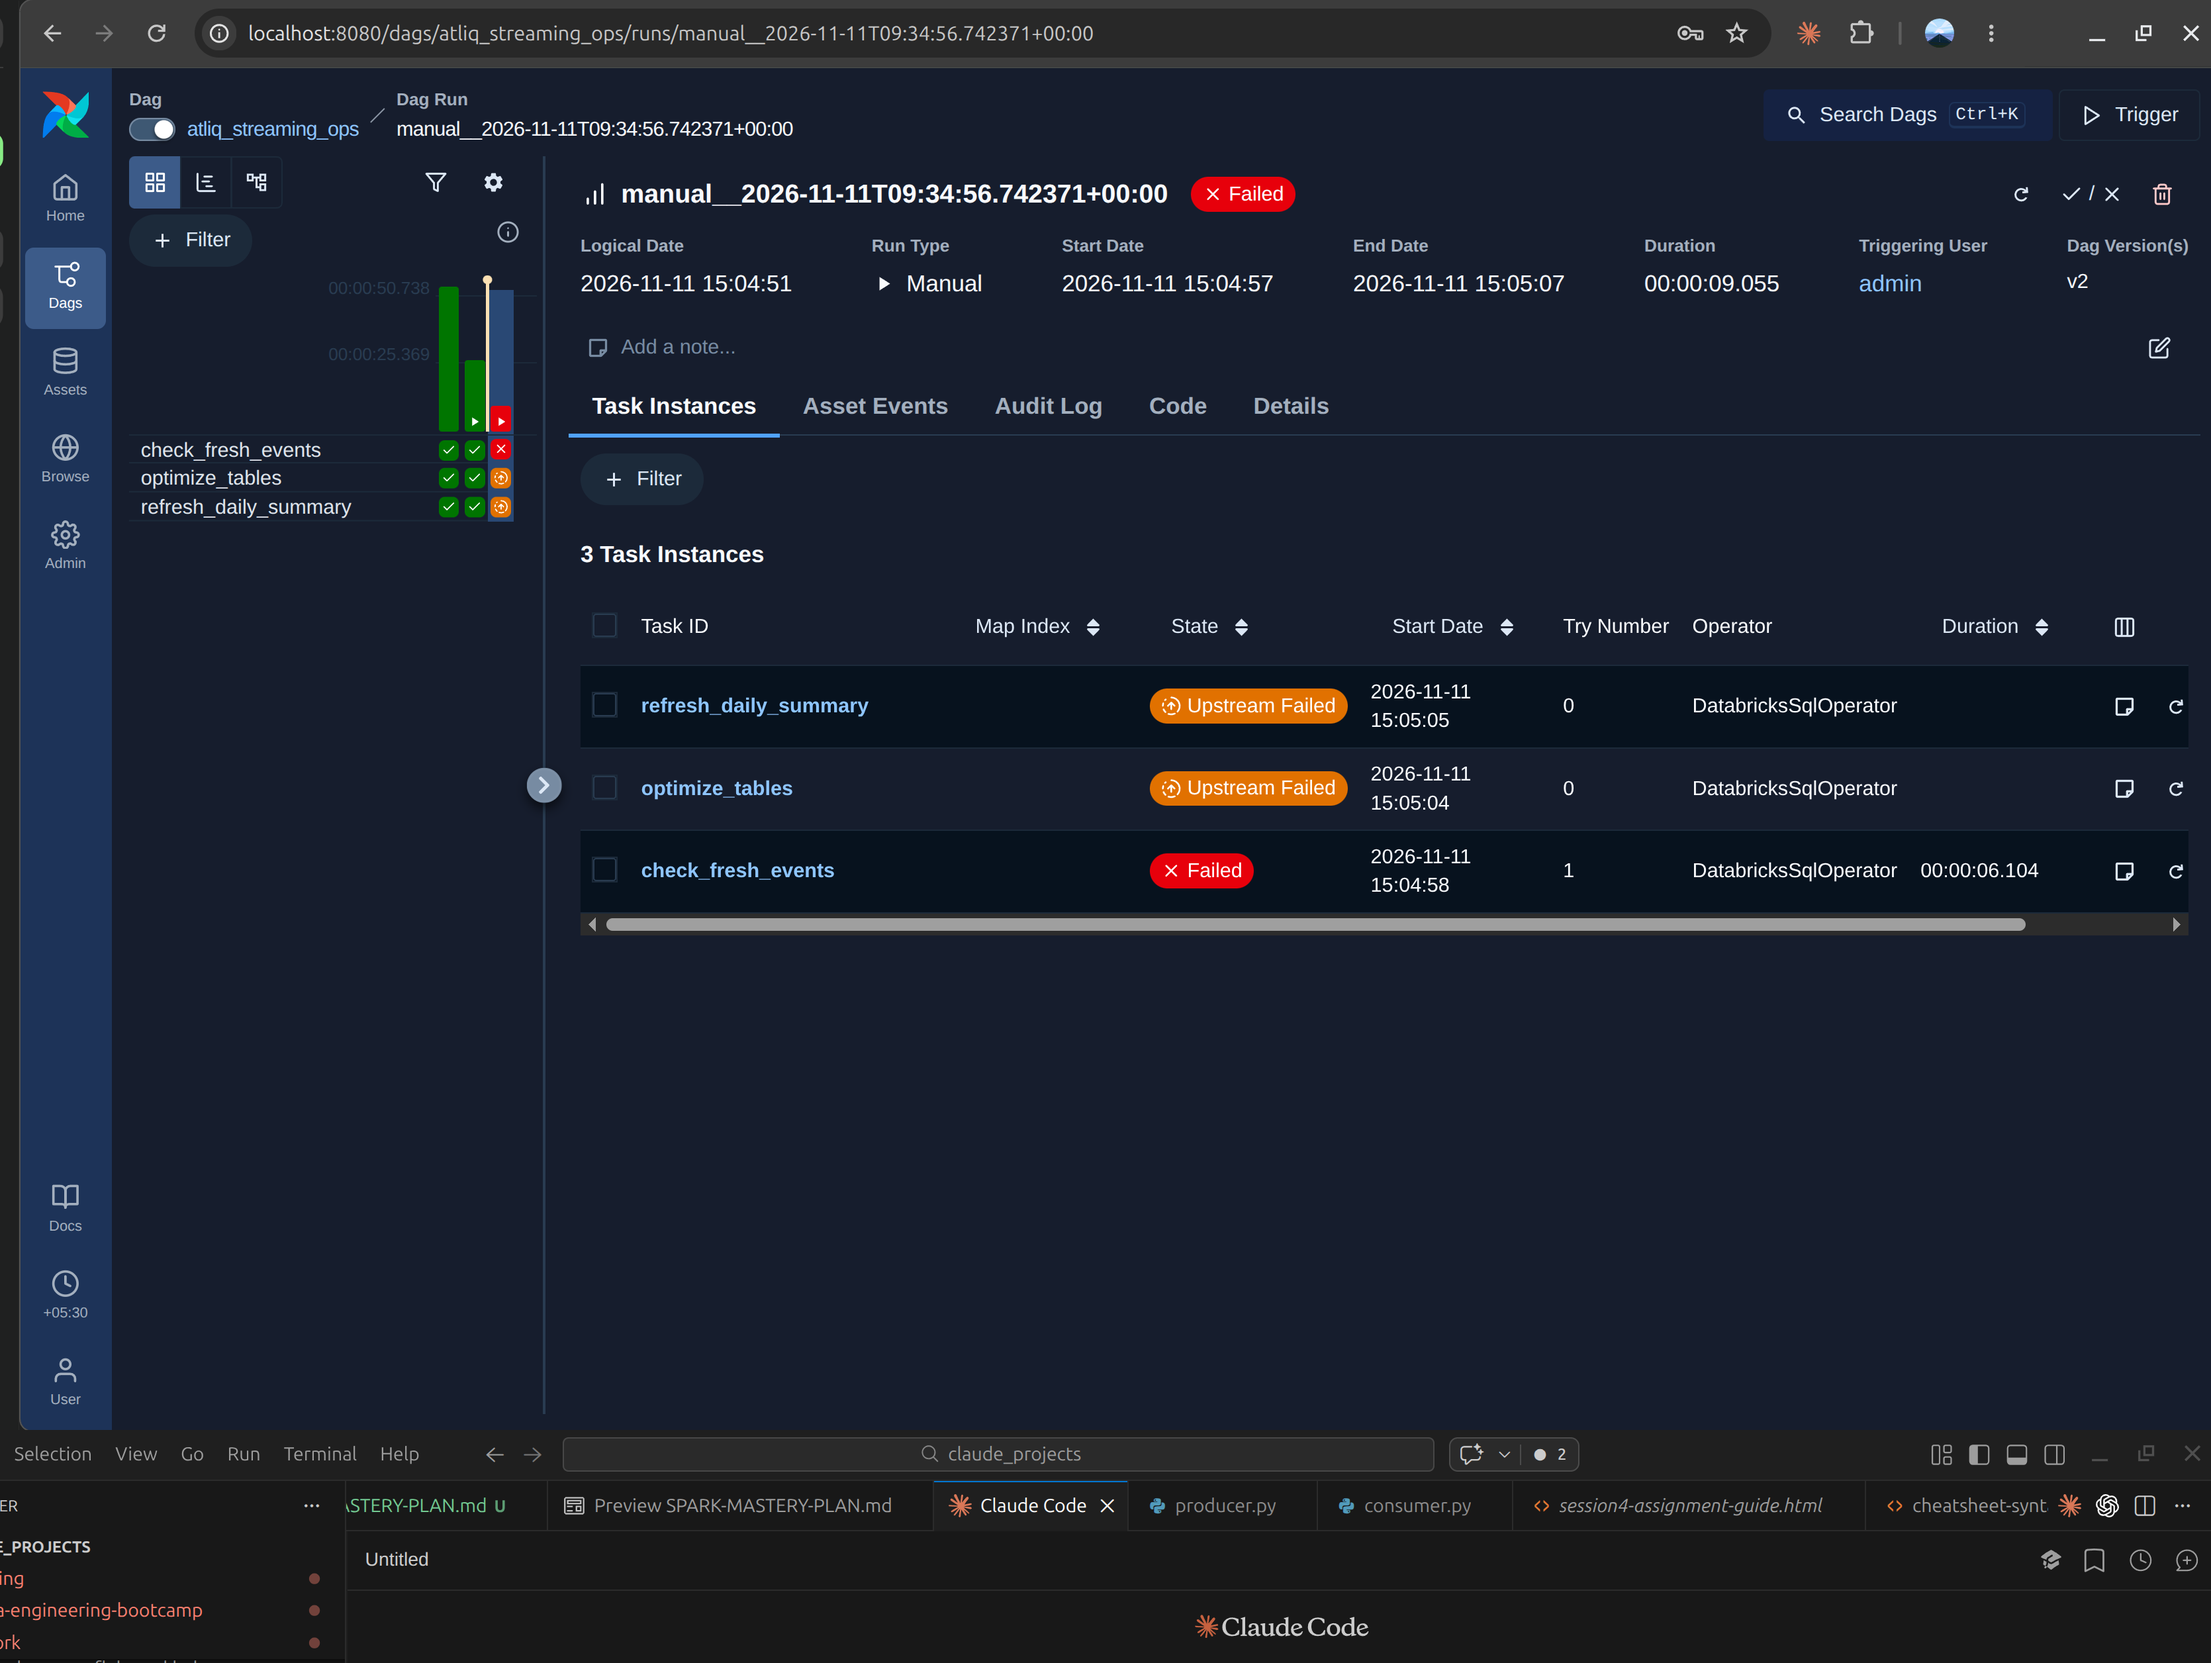 localhost:8080/dags/atliq_streaming_ops/runs/manual__2026-11-11T09:34:56.742371+00:00
Dag
atliq_streaming_ops
Dag Run
manual__2026-11-11T09:34:56.742371+00:00
Search Dags Ctrl+K
Trigger
Home
Dags
Assets
Browse
Admin
Docs
+05:30
User
Filter
00:00:50.738
00:00:25.369
check_fresh_events
optimize_tables
refresh_daily_summary
manual__2026-11-11T09:34:56.742371+00:00 Failed
Logical Date Run Type Start Date End Date Duration Triggering User Dag Version(s)
2026-11-11 15:04:51 Manual 2026-11-11 15:04:57 2026-11-11 15:05:07 00:00:09.055 admin v2
Add a note...
Task Instances Asset Events Audit Log Code Details
Filter
3 Task Instances
Task ID Map Index State Start Date Try Number Operator Duration
refresh_daily_summary Upstream Failed 2026-11-11 15:05:05 0 DatabricksSqlOperator
optimize_tables Upstream Failed 2026-11-11 15:05:04 0 DatabricksSqlOperator
check_fresh_events Failed 2026-11-11 15:04:58 1 DatabricksSqlOperator 00:00:06.104
Selection View Go Run Terminal Help
claude_projects
2
ER
ASTERY-PLAN.md U
Preview SPARK-MASTERY-PLAN.md
Claude Code
producer.py
consumer.py
session4-assignment-guide.html
cheatsheet-synt
E_PROJECTS
ing
a-engineering-bootcamp
ork
Untitled
Claude Code